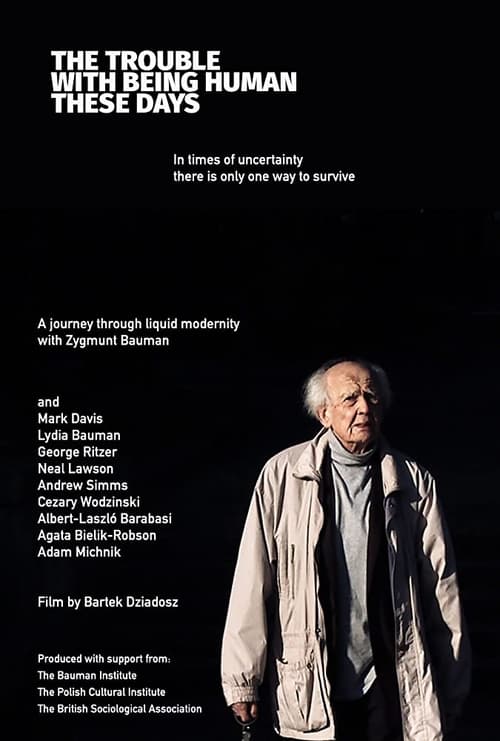 THE TROUBLE
WITH BEING HUMAN
THESE DAYS
In times of uncertainty
there is only one way to survive
A journey through liquid modernity
with Zygmunt Bauman
and
Mark Davis
Lydia Bauman
George Ritzer
Neal Lawson
Andrew Simms
Cezary Wodzinski
Albert-Laszló Barabasi
Agata Bielik-Robson
Adam Michnik
Film by Bartek Dziadosz
Produced with support from:
The Bauman Institute
The Polish Cultural Institute
The British Sociological Association